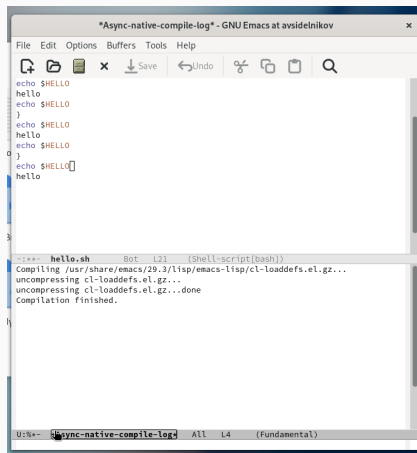 *Async-native-compile-log* - GNU Emacs at avsidelnikov
File Edit Options Buffers Tools Help
Save Undo
echo $HELLO
hello
echo $HELLO
}
echo $HELLO
hello
echo $HELLO
}
echo $HELLO
hello
-:**- hello.sh Bot L21 (Shell-script[bash])
Compiling /usr/share/emacs/29.3/lisp/emacs-lisp/cl-loaddefs.el.gz...
uncompressing cl-loaddefs.el.gz...
uncompressing cl-loaddefs.el.gz...done
Compilation finished.
U:%*- *Async-native-compile-log* All L4 (Fundamental)